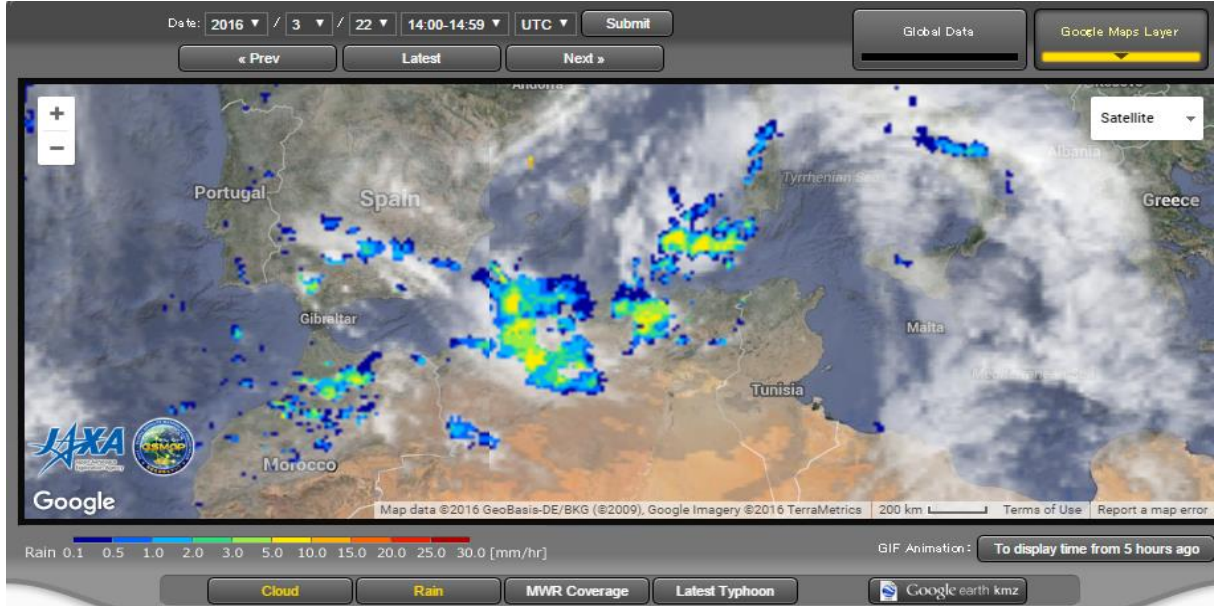 Date: 2016 / 3 / 22 14:00-14:59 UTC Submit
« Prev Latest Next »
Global Data Google Maps Layer
+
−
Satellite
Andorra
Albania
Portugal
Spain
Tyrrhenian Sea
Greece
Gibraltar
Malta
Tunisia
Morocco
JAXA
GSMaP
Google
Map data ©2016 GeoBasis-DE/BKG (©2009), Google Imagery ©2016 TerraMetrics 200 km Terms of Use Report a map error
Rain 0.1 0.5 1.0 2.0 3.0 5.0 10.0 15.0 20.0 25.0 30.0 [mm/hr]
GIF Animation: To display time from 5 hours ago
Cloud Rain MWR Coverage Latest Typhoon Google earth kmz